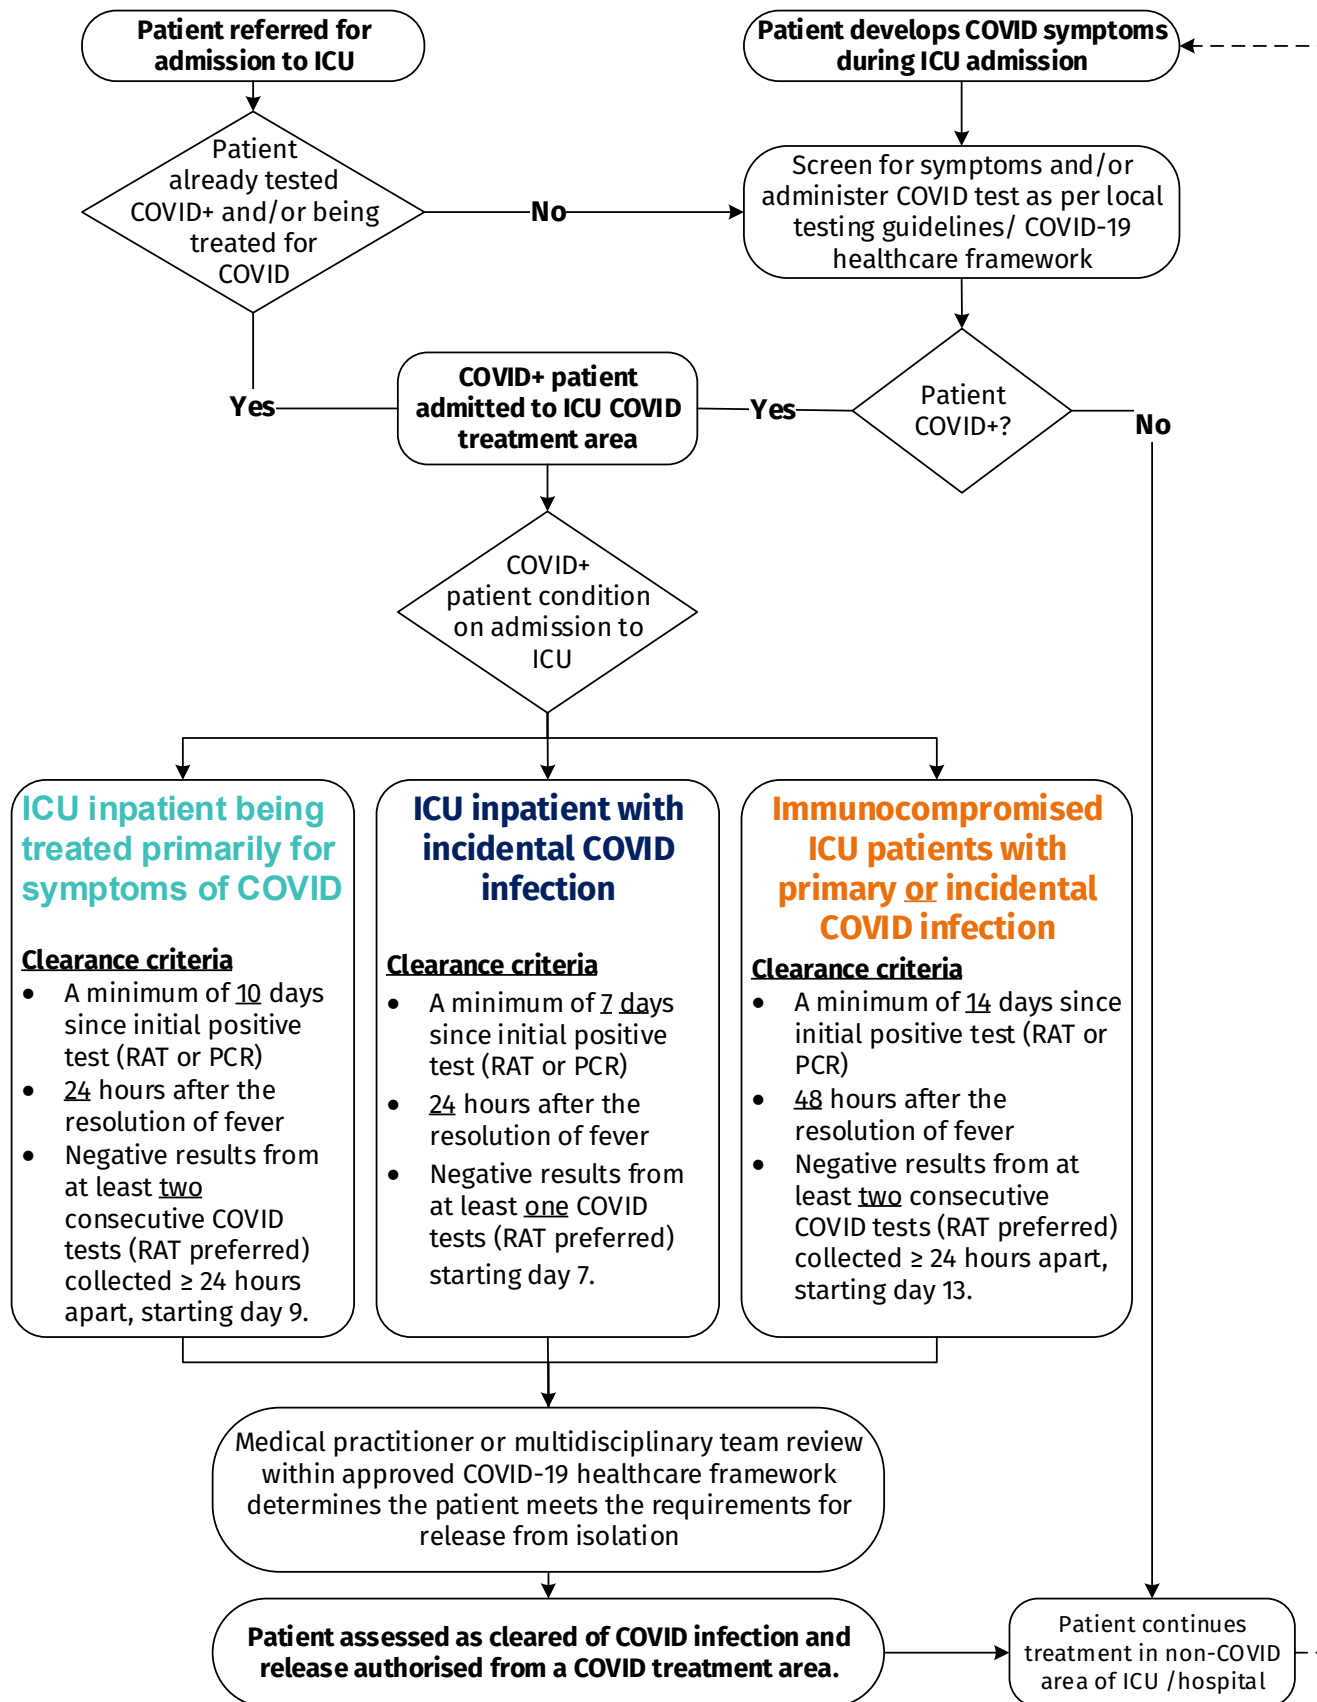 Patient referred for
admission to ICU
Patient develops COVID symptoms
during ICU admission
Patient
already tested
COVID+ and/or being
treated for
COVID
No
Screen for symptoms and/or
administer COVID test as per local
testing guidelines/ COVID-19
healthcare framework
Yes
COVID+ patient
admitted to ICU COVID
treatment area
Yes
Patient
COVID+?
No
COVID+
patient condition
on admission to
ICU
ICU inpatient being
treated primarily for
symptoms of COVID
Clearance criteria
• A minimum of 10 days
since initial positive
test (RAT or PCR)
• 24 hours after the
resolution of fever
• Negative results from
at least two
consecutive COVID
tests (RAT preferred)
collected ≥ 24 hours
apart, starting day 9.
ICU inpatient with
incidental COVID
infection
Clearance criteria
• A minimum of 7 days
since initial positive
test (RAT or PCR)
• 24 hours after the
resolution of fever
• Negative results from
at least one COVID
tests (RAT preferred)
starting day 7.
Immunocompromised
ICU patients with
primary or incidental
COVID infection
Clearance criteria
• A minimum of 14 days since
initial positive test (RAT or
PCR)
• 48 hours after the
resolution of fever
• Negative results from at
least two consecutive
COVID tests (RAT preferred)
collected ≥ 24 hours apart,
starting day 13.
Medical practitioner or multidisciplinary team review
within approved COVID-19 healthcare framework
determines the patient meets the requirements for
release from isolation
Patient assessed as cleared of COVID infection and
release authorised from a COVID treatment area.
Patient continues
treatment in non-COVID
area of ICU /hospital